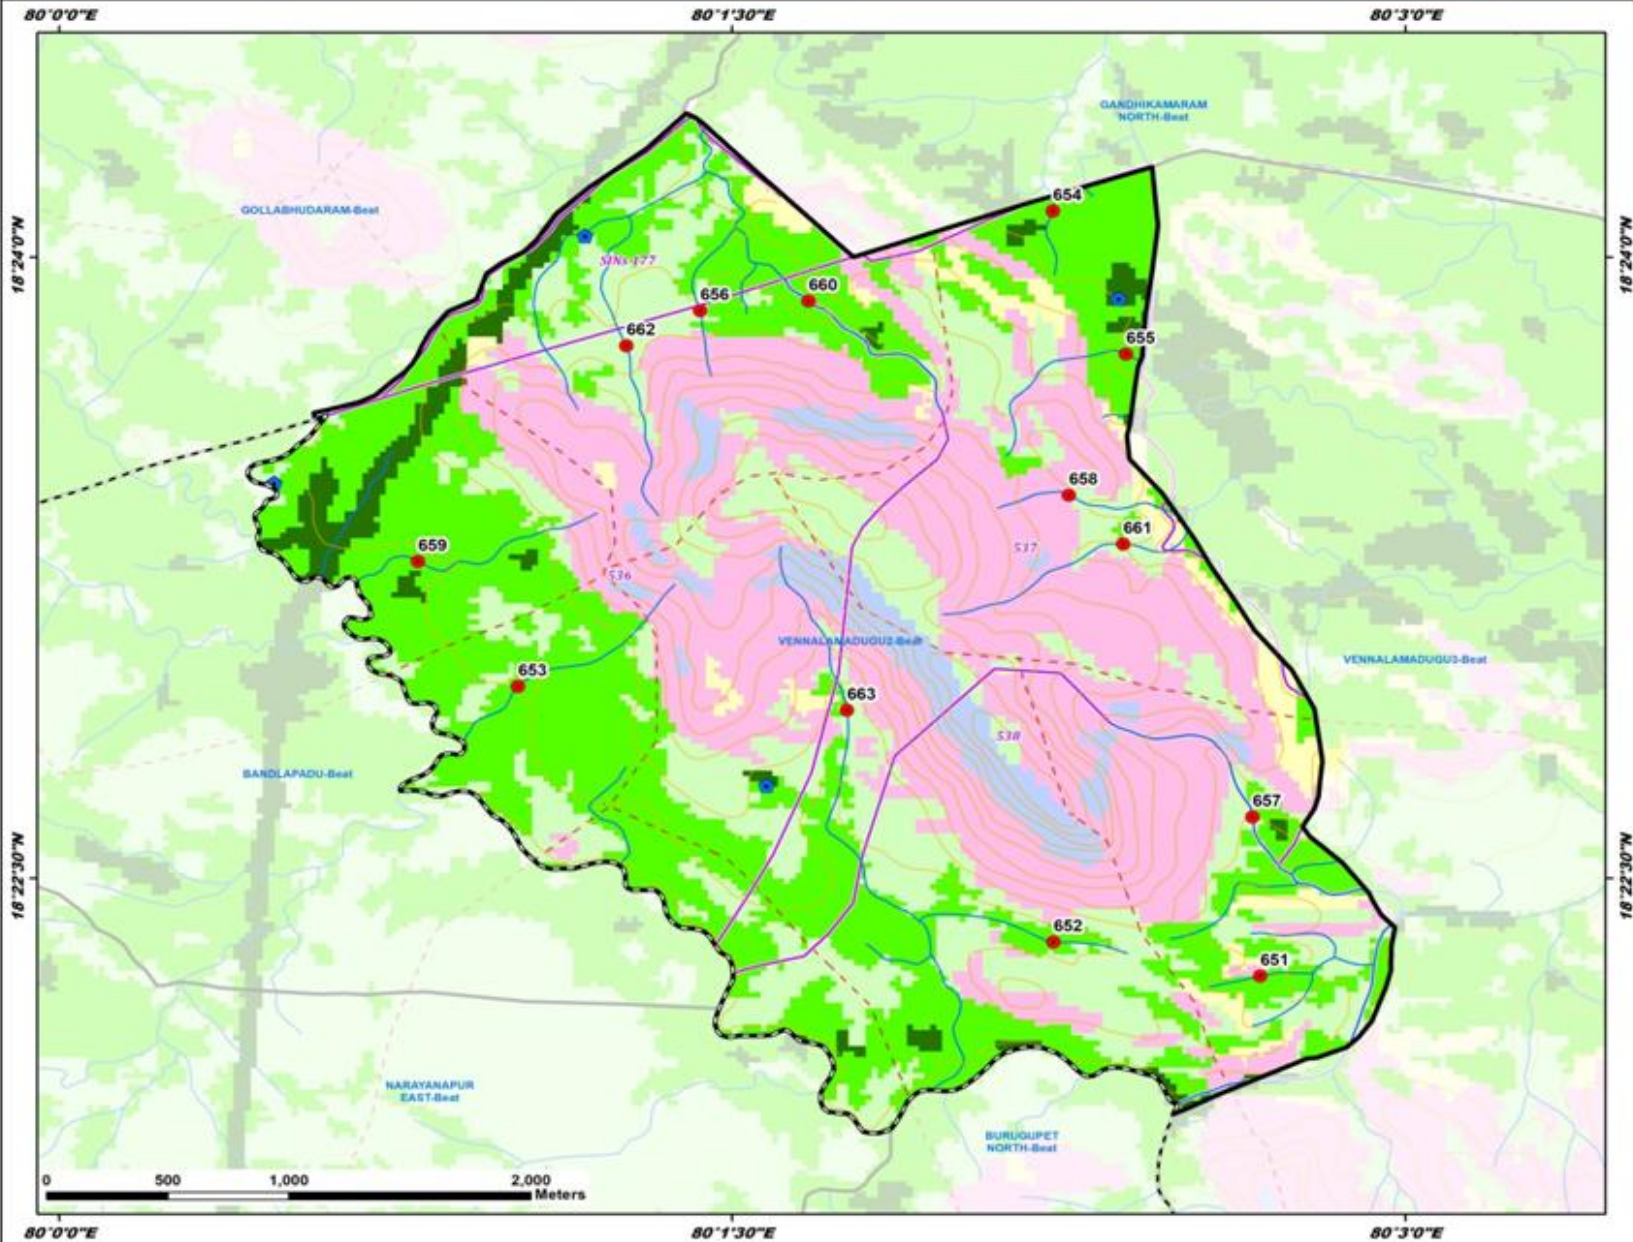 80°0'0"E
80°1'30"E
80°3'0"E
GANDHIKAMARAM
NORTH-Beat
654
GOLLABHUDARAM-Beat
18°24'0"N
18°24'0"N
SINs 177
660
656
662
655
658
661
659
537
536
VENNALAMADUGU2-Beat
VENNALAMADUGU3-Beat
653
663
538
BANDLAPADU-Beat
657
18°22'30"N
18°22'30"N
652
651
NARAYANAPUR
EAST-Beat
BURUGUPET
NORTH-Beat
0 500 1,000 2,000
Meters
80°0'0"E
80°1'30"E
80°3'0"E